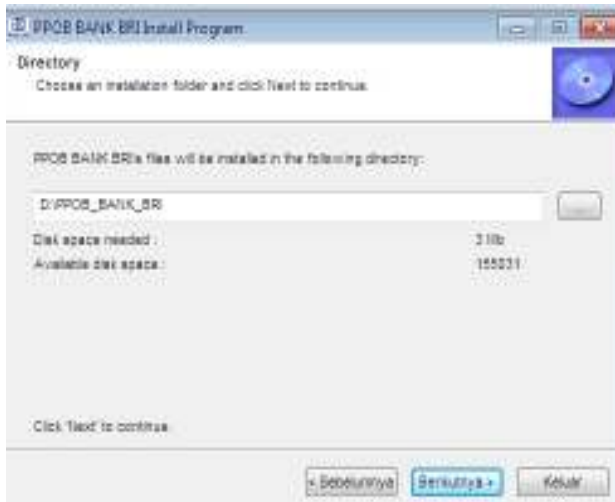 PPOB BANK BRI Install Program
Directory
Choose an installation folder and click Next to continue.
PPOB BANK BRI's files will be installed in the following directory:
D:\PPOB_BANK_BRI
...
Disk space needed : 3 Mb
Available disk space : 155031
Click 'Next' to continue.
< Sebelumnya Berikutnya > Keluar